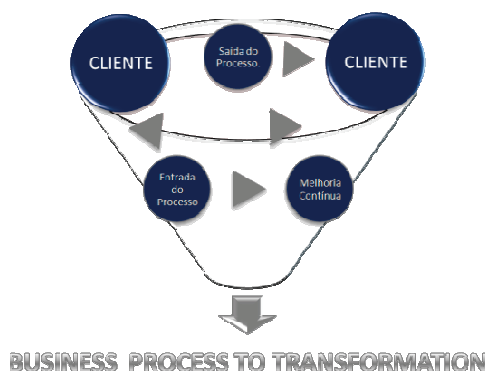 CLIENTE
Saída do
Processo.
CLIENTE
Entrada
do
Processo
Melhoria
Contínua
BUSINESS PROCESS TO TRANSFORMATION